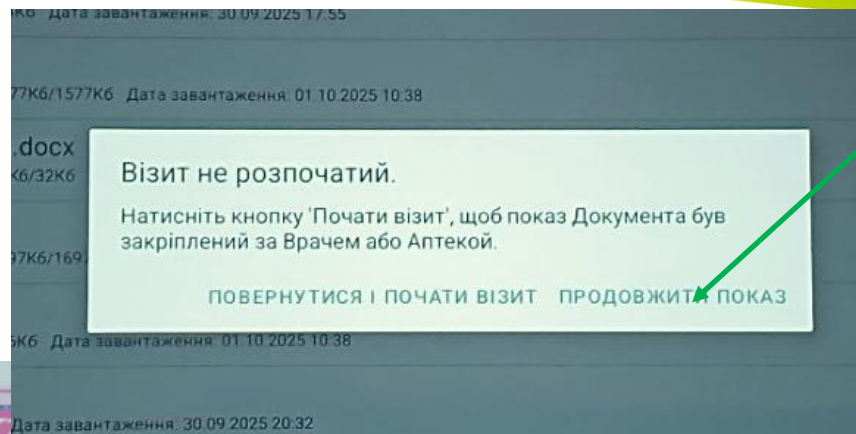 Кб Дата завантаження: 30.09.2025 17:55
77Кб/1577Кб Дата завантаження: 01.10.2025 10:38
.docx
Кб/32Кб
Візит не розпочатий.
Натисніть кнопку 'Почати візит', щоб показ Документа був
закріплений за Врачем або Аптекой.
97Кб/169
ПОВЕРНУТИСЯ І ПОЧАТИ ВІЗИТ ПРОДОВЖИТИ ПОКАЗ
Кб Дата завантаження: 01.10.2025 10:38
Дата завантаження: 30.09.2025 20:32